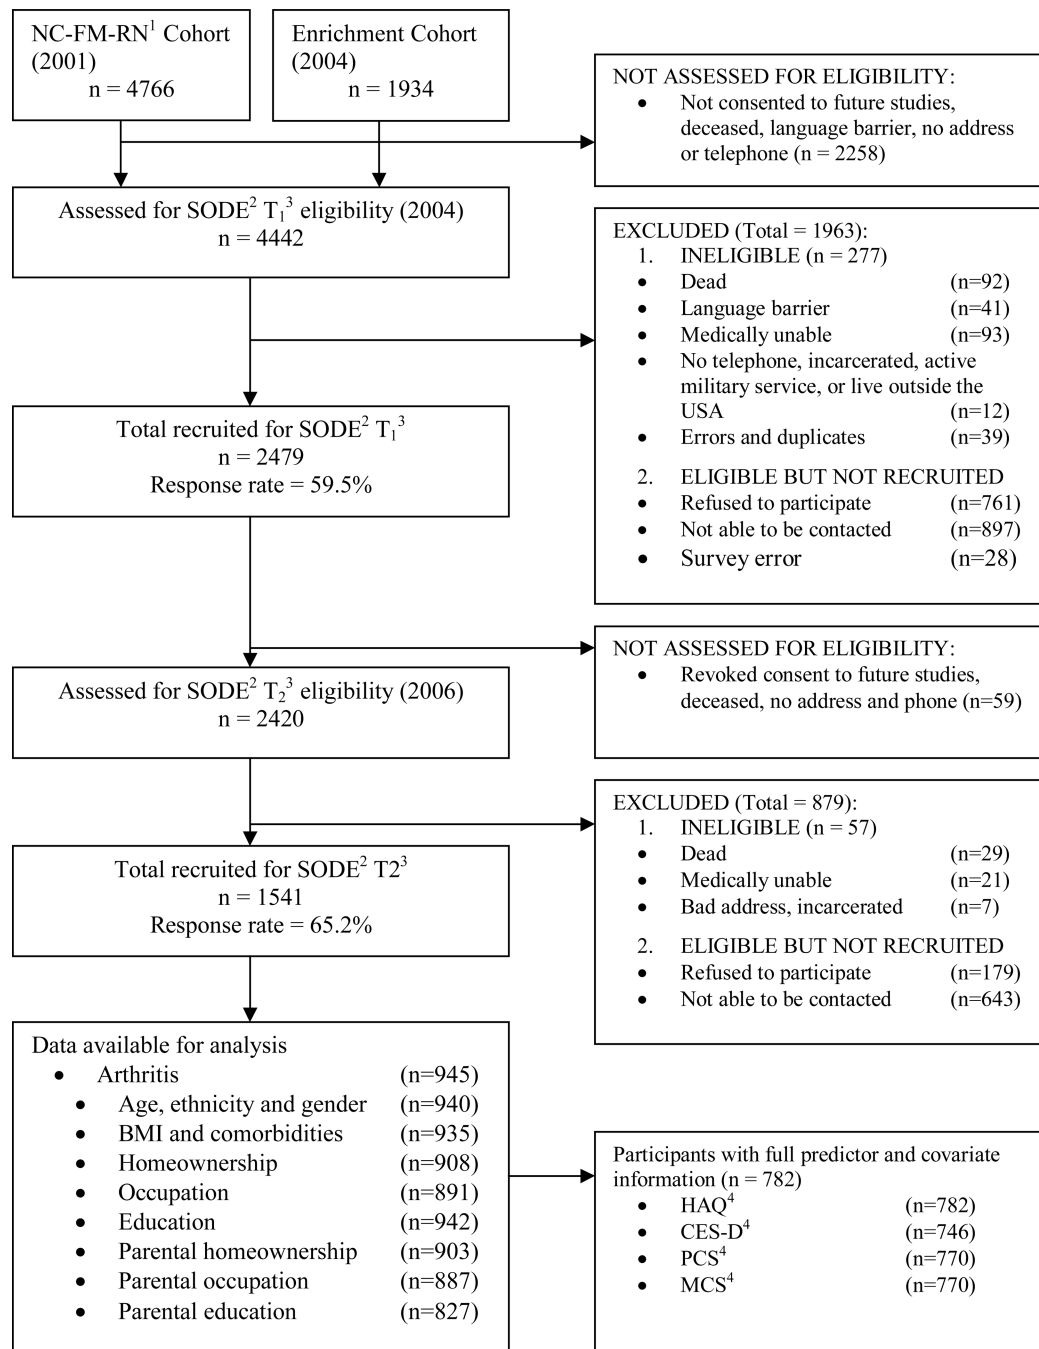 NC-FM-RN¹ Cohort
(2001)
n = 4766
Enrichment Cohort
(2004)
n = 1934
NOT ASSESSED FOR ELIGIBILITY:
• Not consented to future studies,
deceased, language barrier, no address
or telephone (n = 2258)
Assessed for SODE² T₁³ eligibility (2004)
n = 4442
EXCLUDED (Total = 1963):
1. INELIGIBLE (n = 277)
• Dead (n=92)
• Language barrier (n=41)
• Medically unable (n=93)
• No telephone, incarcerated, active
military service, or live outside the
USA (n=12)
• Errors and duplicates (n=39)
2. ELIGIBLE BUT NOT RECRUITED
• Refused to participate (n=761)
• Not able to be contacted (n=897)
• Survey error (n=28)
Total recruited for SODE² T₁³
n = 2479
Response rate = 59.5%
NOT ASSESSED FOR ELIGIBILITY:
• Revoked consent to future studies,
deceased, no address and phone (n=59)
Assessed for SODE² T₂³ eligibility (2006)
n = 2420
EXCLUDED (Total = 879):
1. INELIGIBLE (n = 57)
• Dead (n=29)
• Medically unable (n=21)
• Bad address, incarcerated (n=7)
2. ELIGIBLE BUT NOT RECRUITED
• Refused to participate (n=179)
• Not able to be contacted (n=643)
Total recruited for SODE² T2³
n = 1541
Response rate = 65.2%
Data available for analysis
• Arthritis (n=945)
• Age, ethnicity and gender (n=940)
• BMI and comorbidities (n=935)
• Homeownership (n=908)
• Occupation (n=891)
• Education (n=942)
• Parental homeownership (n=903)
• Parental occupation (n=887)
• Parental education (n=827)
Participants with full predictor and covariate
information (n = 782)
• HAQ⁴ (n=782)
• CES-D⁴ (n=746)
• PCS⁴ (n=770)
• MCS⁴ (n=770)